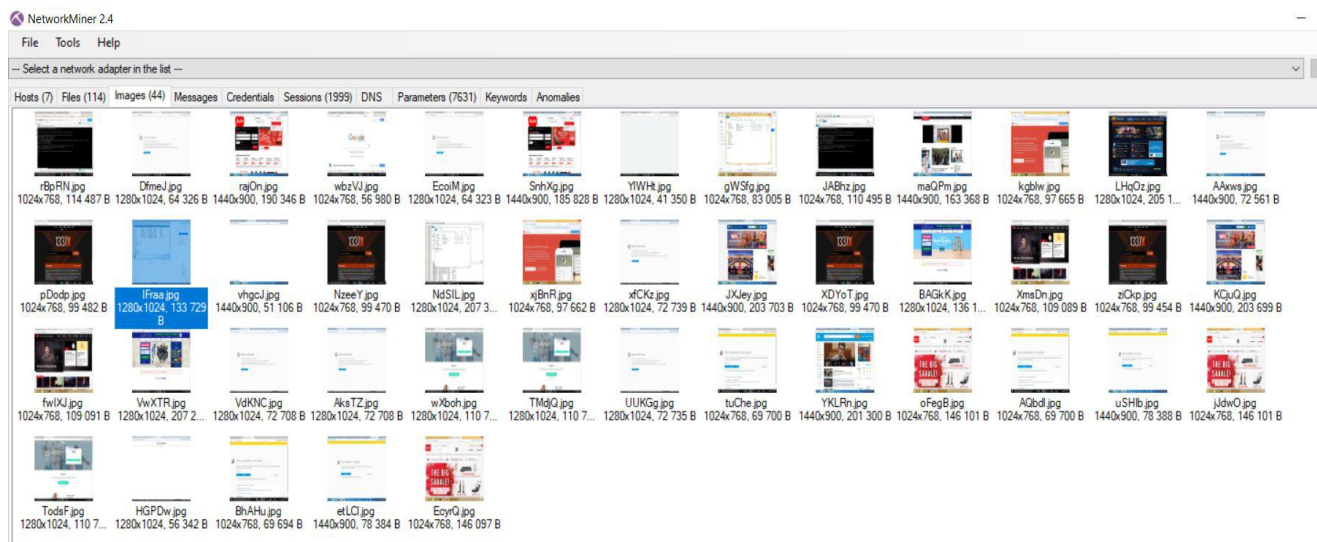 NetworkMiner 2.4
File Tools Help
--- Select a network adapter in the list ---
Hosts (7) Files (114) Images (44) Messages Credentials Sessions (1999) DNS Parameters (7631) Keywords Anomalies
rBpRN.jpg DfmeJ.jpg rajOn.jpg wbzVJ.jpg EcoiM.jpg SnhXg.jpg YlWHt.jpg gWSfg.jpg JABhz.jpg maQPm.jpg kgblw.jpg LHqOz.jpg AAxws.jpg
1024x768, 114 487 B 1280x1024, 64 326 B 1440x900, 190 346 B 1024x768, 56 980 B 1280x1024, 64 323 B 1440x900, 185 828 B 1280x1024, 41 350 B 1024x768, 83 005 B 1024x768, 110 495 B 1440x900, 163 368 B 1024x768, 97 665 B 1280x1024, 205 1... 1440x900, 72 561 B
pDodp.jpg IFraa.jpg vhgcJ.jpg NzeeY.jpg NdSIL.jpg xjBnR.jpg xfCKz.jpg JXJey.jpg XDYoT.jpg BAGkK.jpg XmsDn.jpg ziCkp.jpg KCjuQ.jpg
1024x768, 99 482 B 1280x1024, 133 729 B 1440x900, 51 106 B 1024x768, 99 470 B 1280x1024, 207 3... 1024x768, 97 662 B 1280x1024, 72 739 B 1440x900, 203 703 B 1024x768, 99 470 B 1280x1024, 136 1... 1024x768, 109 089 B 1024x768, 99 454 B 1440x900, 203 699 B
fwIXJ.jpg VwXTR.jpg VdKNC.jpg AksTZ.jpg wXboh.jpg TMdjQ.jpg UUKGg.jpg tuChe.jpg YKLRn.jpg oFegB.jpg AQbdI.jpg uSHIb.jpg jJdwO.jpg
1024x768, 109 091 B 1280x1024, 207 2... 1280x1024, 72 708 B 1280x1024, 72 708 B 1280x1024, 110 7... 1280x1024, 110 7... 1280x1024, 72 735 B 1024x768, 69 700 B 1440x900, 201 300 B 1024x768, 146 101 B 1024x768, 69 700 B 1440x900, 78 388 B 1024x768, 146 101 B
TodsF.jpg HGPDw.jpg BhAHu.jpg etLCl.jpg EcyrQ.jpg
1280x1024, 110 7... 1280x1024, 56 342 B 1024x768, 69 694 B 1440x900, 78 384 B 1024x768, 146 097 B